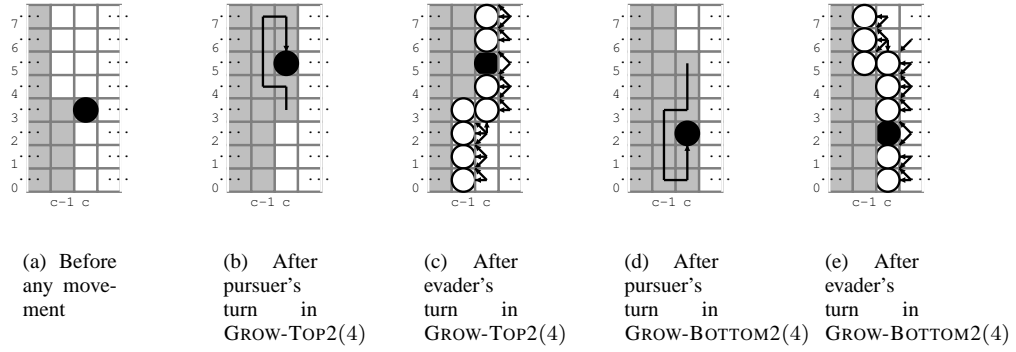 7
6
5
4
3
2
1
0
c-1 c
7
6
5
4
3
2
1
0
c-1 c
7
6
5
4
3
2
1
0
c-1 c
7
6
5
4
3
2
1
0
c-1 c
7
6
5
4
3
2
1
0
c-1 c
(a) Before
any move-
ment
(b) After
pursuer's
turn in
GROW-TOP2(4)
(c) After
evader's
turn in
GROW-TOP2(4)
(d) After
pursuer's
turn in
GROW-BOTTOM2(4)
(e) After
evader's
turn in
GROW-BOTTOM2(4)